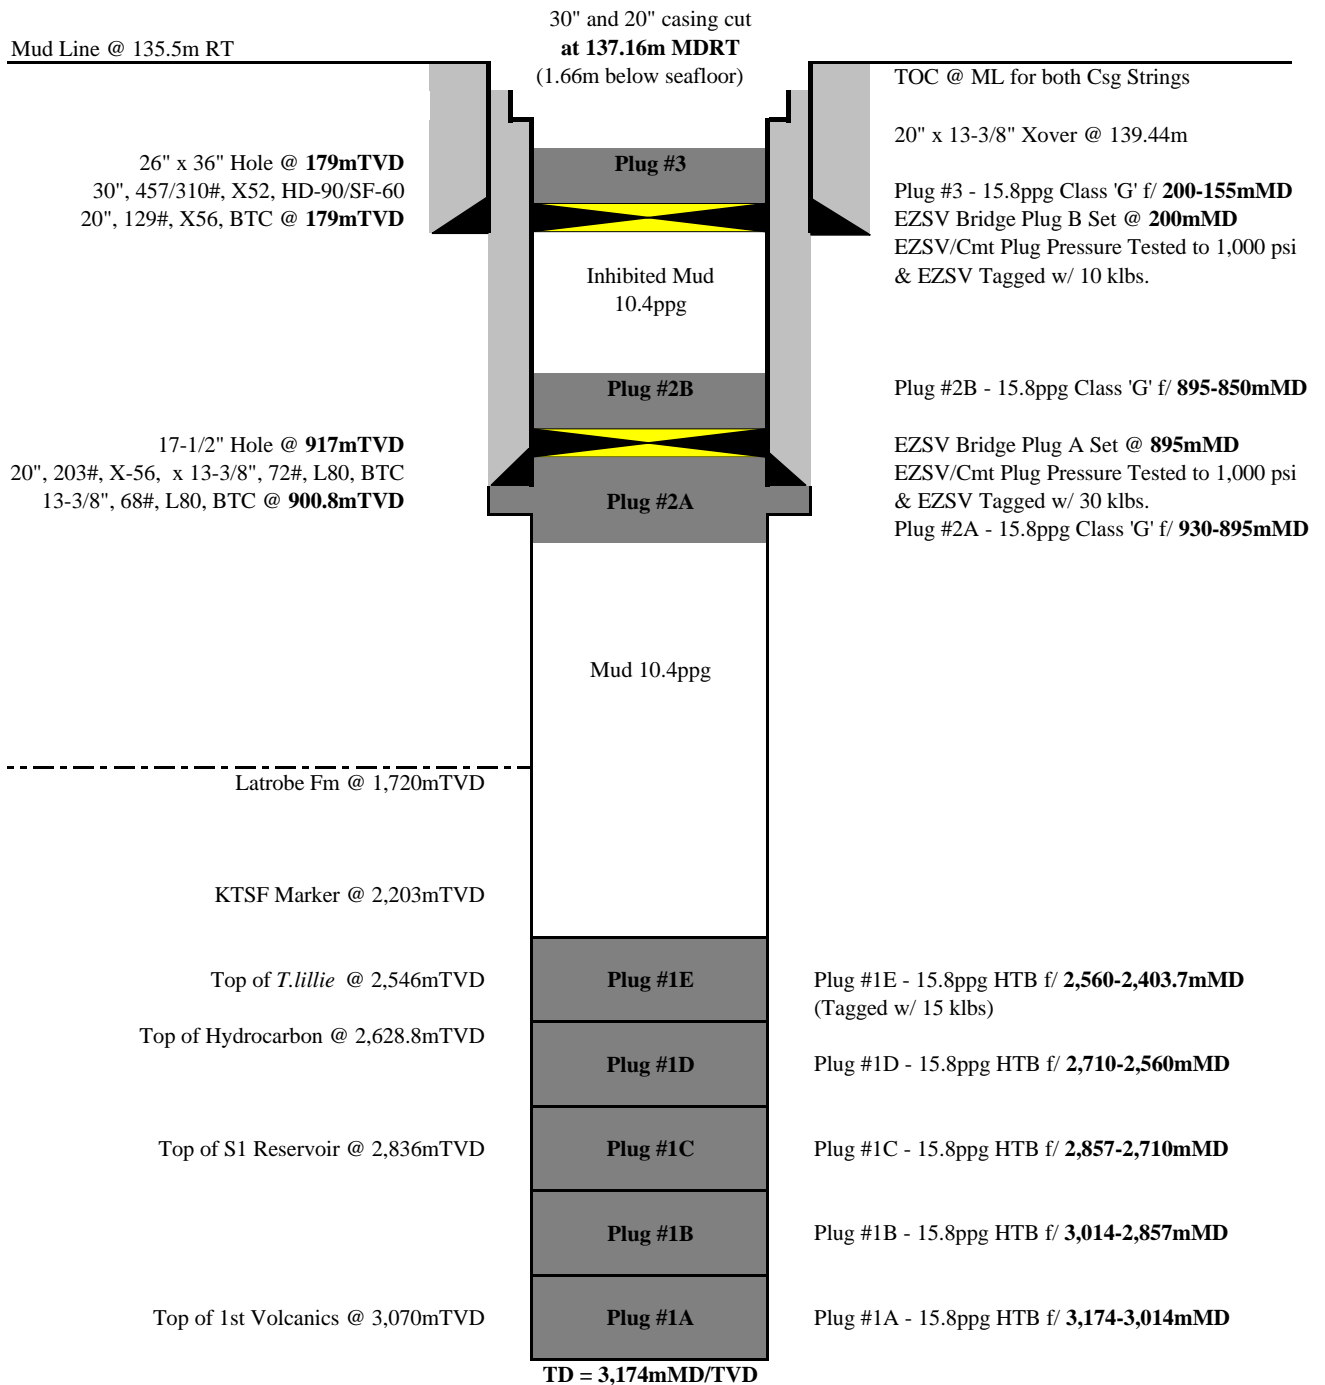 30" and 20" casing cut
Mud Line @ 135.5m RT
at 137.16m MDRT
(1.66m below seafloor)
TOC @ ML for both Csg Strings
20" x 13-3/8" Xover @ 139.44m
26" x 36" Hole @ 179mTVD
Plug #3
30", 457/310#, X52, HD-90/SF-60
Plug #3 - 15.8ppg Class 'G' f/ 200-155mMD
20", 129#, X56, BTC @ 179mTVD
EZSV Bridge Plug B Set @ 200mMD
EZSV/Cmt Plug Pressure Tested to 1,000 psi
Inhibited Mud
& EZSV Tagged w/ 10 klbs.
10.4ppg
Plug #2B
Plug #2B - 15.8ppg Class 'G' f/ 895-850mMD
17-1/2" Hole @ 917mTVD
EZSV Bridge Plug A Set @ 895mMD
20", 203#, X-56, x 13-3/8", 72#, L80, BTC
EZSV/Cmt Plug Pressure Tested to 1,000 psi
13-3/8", 68#, L80, BTC @ 900.8mTVD
Plug #2A
& EZSV Tagged w/ 30 klbs.
Plug #2A - 15.8ppg Class 'G' f/ 930-895mMD
Mud 10.4ppg
Latrobe Fm @ 1,720mTVD
KTSF Marker @ 2,203mTVD
Top of T.lillie @ 2,546mTVD
Plug #1E
Plug #1E - 15.8ppg HTB f/ 2,560-2,403.7mMD
(Tagged w/ 15 klbs)
Top of Hydrocarbon @ 2,628.8mTVD
Plug #1D
Plug #1D - 15.8ppg HTB f/ 2,710-2,560mMD
Top of S1 Reservoir @ 2,836mTVD
Plug #1C
Plug #1C - 15.8ppg HTB f/ 2,857-2,710mMD
Plug #1B
Plug #1B - 15.8ppg HTB f/ 3,014-2,857mMD
Top of 1st Volcanics @ 3,070mTVD
Plug #1A
Plug #1A - 15.8ppg HTB f/ 3,174-3,014mMD
TD = 3,174mMD/TVD